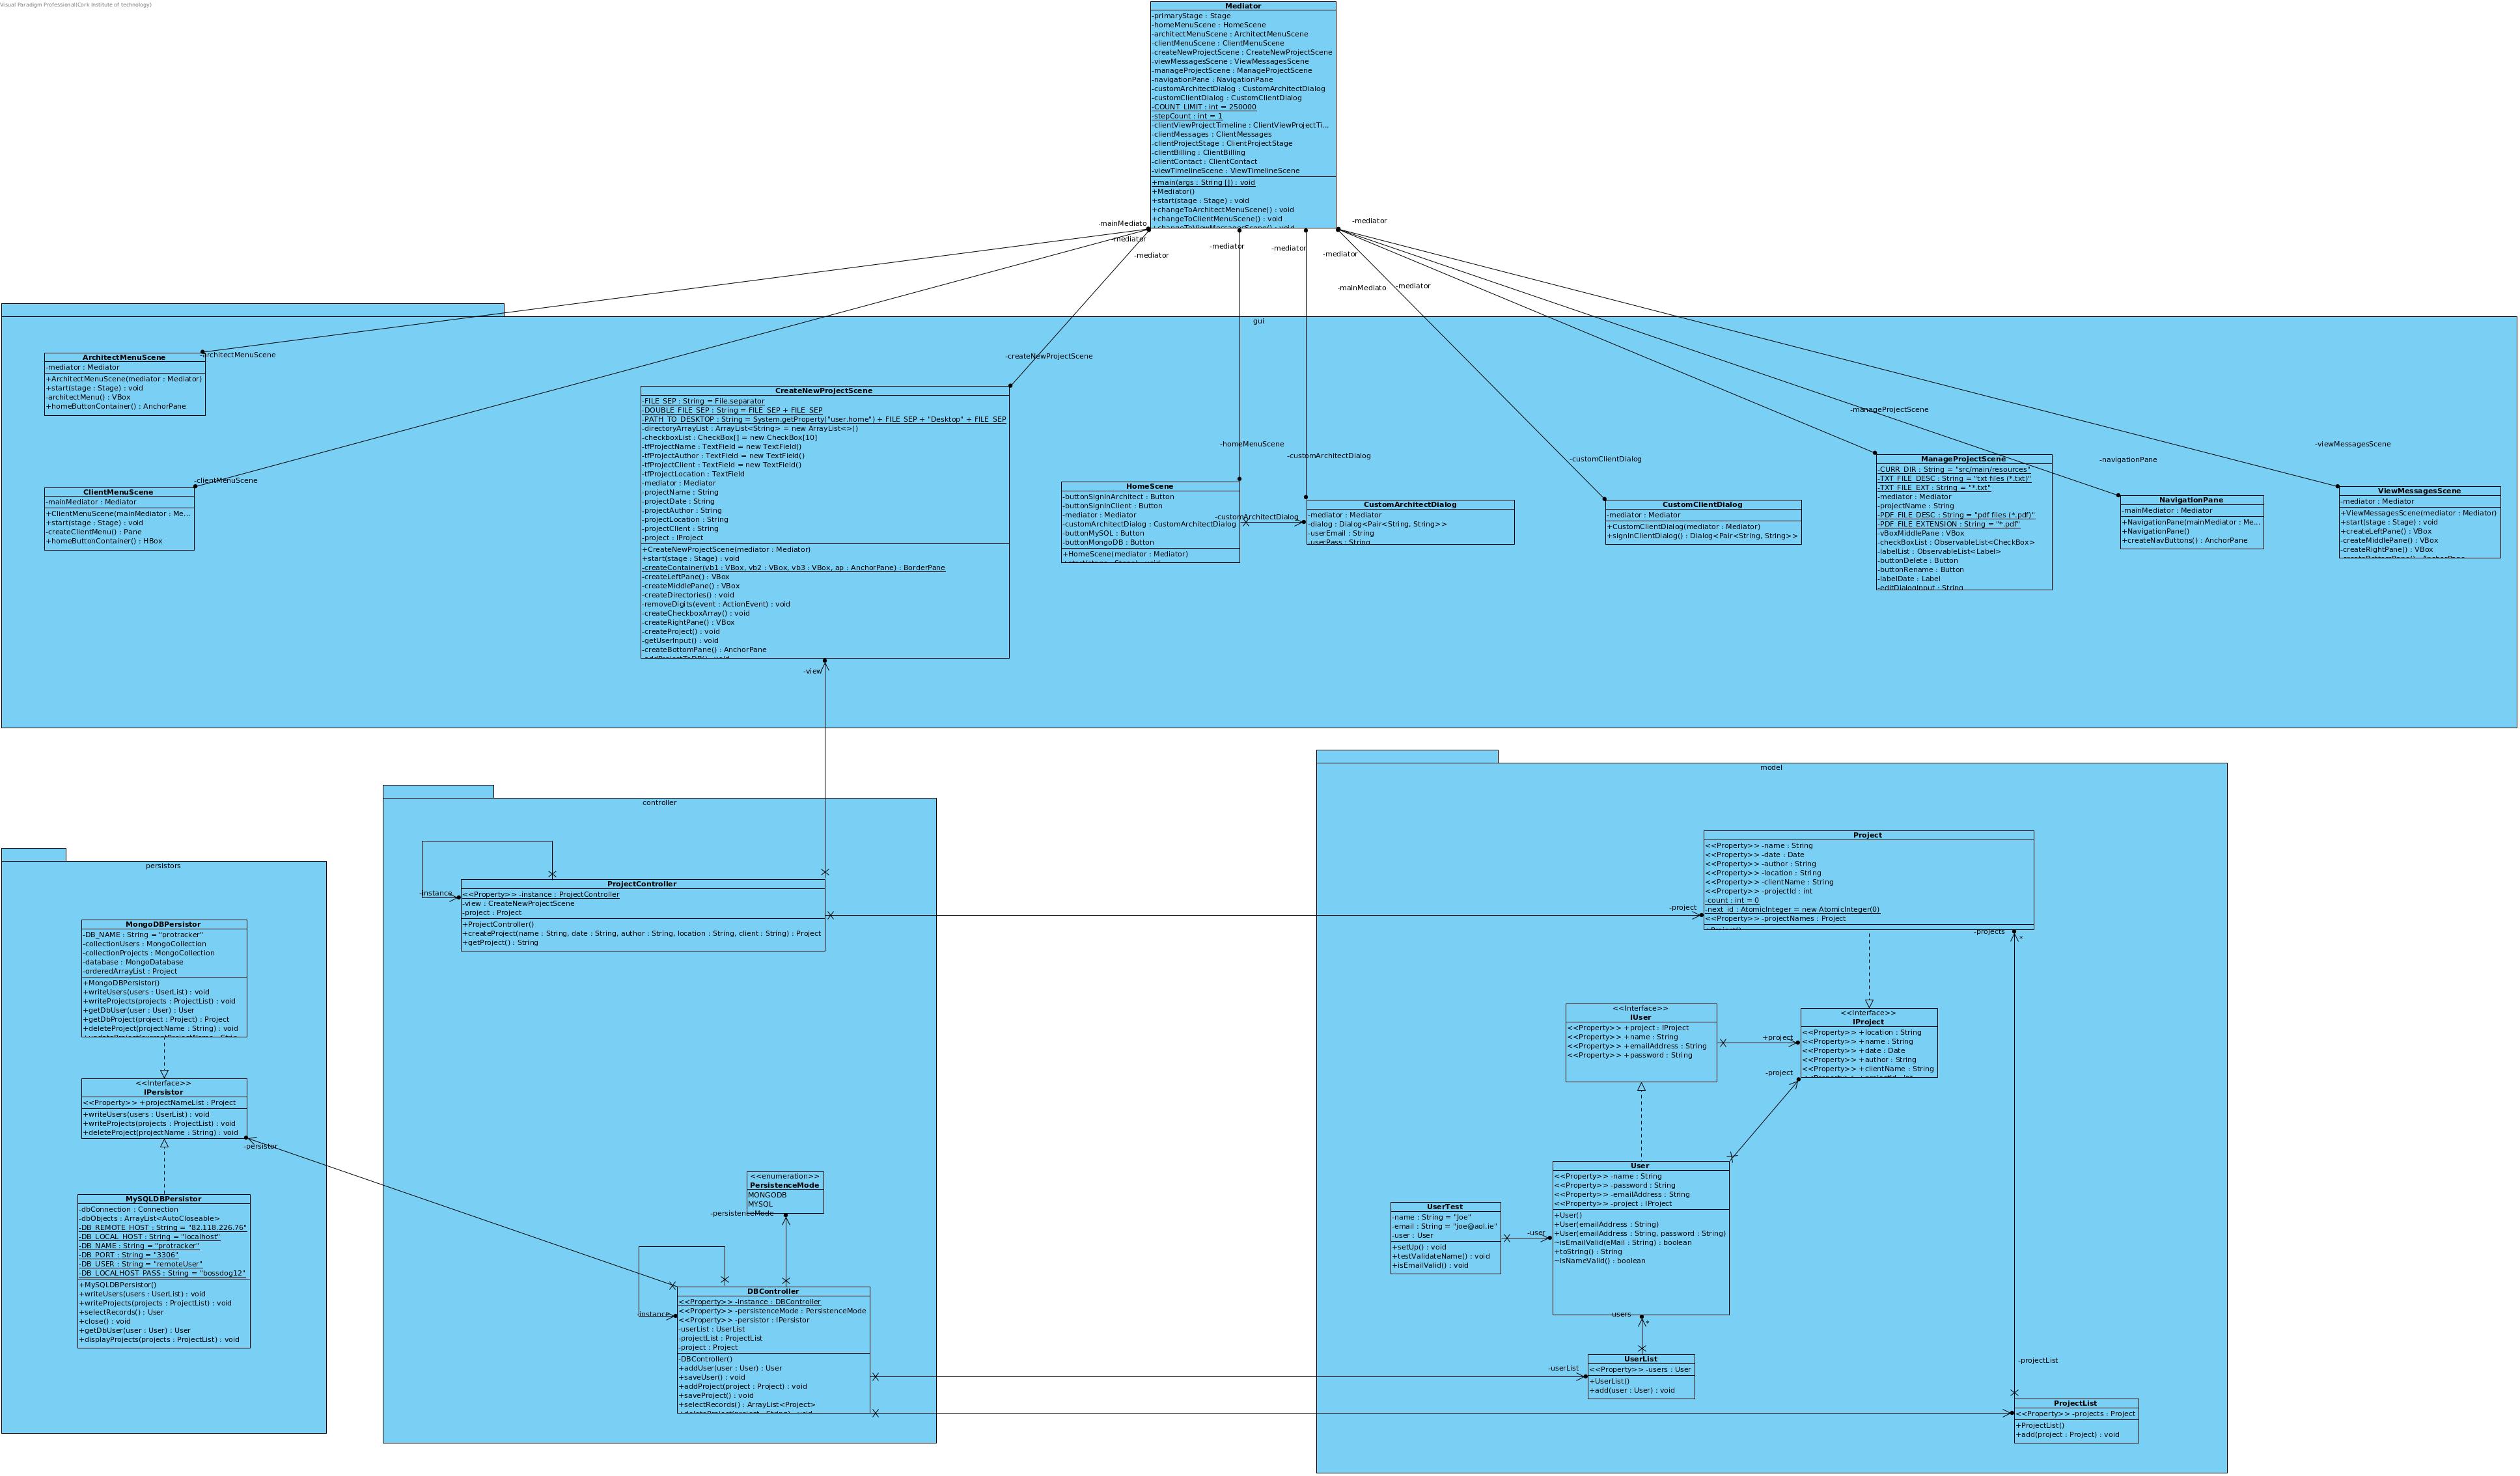 Visual Paradigm Professional(Cork Institute of technology)
Mediator
-primaryStage : Stage
-homeMenuScene : HomeScene
-architectMenuScene : ArchitectMenuScene
-clientMenuScene : ClientMenuScene
-createNewProjectScene : CreateNewProjectScene
-viewMessagesScene : ViewMessagesScene
-manageProjectScene : ManageProjectScene
-navigationPane : NavigationPane
-customArchitectDialog : CustomArchitectDialog
-customClientDialog : CustomClientDialog
-COUNT_LIMIT : int = 250000
-stepCount : int = 1
-clientViewProjectTimeline : ClientViewProjectTi...
-clientMessages : ClientMessages
-clientProjectStage : ClientProjectStage
-clientBilling : ClientBilling
-clientContact : ClientContact
-viewTimelineScene : ViewTimelineScene
+main(args : String []) : void
+Mediator()
+start(stage : Stage) : void
+changeToArchitectMenuScene() : void
+changeToClientMenuScene() : void
+changeToViewMessagesScene() : void
-mainMediato
-mediator
-mediator
-mediator
-mediator
-mediator
-mediator
-mainMediato
-mediator
gui
-architectMenuScene
ArchitectMenuScene
-mediator : Mediator
+ArchitectMenuScene(mediator : Mediator)
+start(stage : Stage) : void
-architectMenu() : VBox
+homeButtonContainer() : AnchorPane
-clientMenuScene
ClientMenuScene
-mainMediator : Mediator
+ClientMenuScene(mainMediator : Me...
+start(stage : Stage) : void
-createClientMenu() : Pane
+homeButtonContainer() : HBox
-createNewProjectScene
CreateNewProjectScene
-FILE_SEP : String = File.separator
-DOUBLE_FILE_SEP : String = FILE_SEP + FILE_SEP
-PATH_TO_DESKTOP : String = System.getProperty("user.home") + FILE_SEP + "Desktop" + FILE_SEP
-directoryArrayList : ArrayList<String> = new ArrayList<>()
-checkboxList : CheckBox[] = new CheckBox[10]
-tfProjectName : TextField = new TextField()
-tfProjectAuthor : TextField = new TextField()
-tfProjectClient : TextField = new TextField()
-tfProjectLocation : TextField
-mediator : Mediator
-projectName : String
-projectDate : String
-projectAuthor : String
-projectLocation : String
-projectClient : String
-project : IProject
+CreateNewProjectScene(mediator : Mediator)
+start(stage : Stage) : void
-createContainer(vb1 : VBox, vb2 : VBox, vb3 : VBox, ap : AnchorPane) : BorderPane
-createLeftPane() : VBox
-createMiddlePane() : VBox
-createDirectories() : void
-removeDigits(event : ActionEvent) : void
-createCheckboxArray() : void
-createRightPane() : VBox
-createProject() : void
-getUserInput() : void
-createBottomPane() : AnchorPane
-addProjectToDB() : void
-view
-homeMenuScene
HomeScene
-buttonSignInArchitect : Button
-buttonSignInClient : Button
-mediator : Mediator
-customArchitectDialog : CustomArchitectDialog
-buttonMySQL : Button
-buttonMongoDB : Button
+HomeScene(mediator : Mediator)
+start(stage : Stage) : void
-customArchitectDialog
-customArchitectDialog
CustomArchitectDialog
-mediator : Mediator
-dialog : Dialog<Pair<String, String>>
-userEmail : String
-userPass : String
-customClientDialog
CustomClientDialog
-mediator : Mediator
+CustomClientDialog(mediator : Mediator)
+signInClientDialog() : Dialog<Pair<String, String>>
-manageProjectScene
ManageProjectScene
-CURR_DIR : String = "src/main/resources"
-TXT_FILE_DESC : String = "txt files (*.txt)"
-TXT_FILE_EXT : String = "*.txt"
-mediator : Mediator
-projectName : String
-PDF_FILE_DESC : String = "pdf files (*.pdf)"
-PDF_FILE_EXTENSION : String = "*.pdf"
-vBoxMiddlePane : VBox
-checkBoxList : ObservableList<CheckBox>
-labelList : ObservableList<Label>
-buttonDelete : Button
-buttonRename : Button
-labelDate : Label
-editDialogInput : String
-navigationPane
NavigationPane
-mainMediator : Mediator
+NavigationPane(mainMediator : Me...
+NavigationPane()
+createNavButtons() : AnchorPane
-viewMessagesScene
ViewMessagesScene
-mediator : Mediator
+ViewMessagesScene(mediator : Mediator)
+start(stage : Stage) : void
+createLeftPane() : VBox
-createMiddlePane() : VBox
-createRightPane() : VBox
-createBottomPane() : AnchorPane
persistors
MongoDBPersistor
-DB_NAME : String = "protracker"
-collectionUsers : MongoCollection
-collectionProjects : MongoCollection
-database : MongoDatabase
-orderedArrayList : Project
+MongoDBPersistor()
+writeUsers(users : UserList) : void
+writeProjects(projects : ProjectList) : void
+getDbUser(user : User) : User
+getDbProject(project : Project) : Project
+deleteProject(projectName : String) : void
<<Interface>>
IPersistor
<<Property>> +projectNameList : Project
+writeUsers(users : UserList) : void
+writeProjects(projects : ProjectList) : void
+deleteProject(projectName : String) : void
-persistor
MySQLDBPersistor
-dbConnection : Connection
-dbObjects : ArrayList<AutoCloseable>
-DB_REMOTE_HOST : String = "82.118.226.76"
-DB_LOCAL_HOST : String = "localhost"
-DB_NAME : String = "protracker"
-DB_PORT : String = "3306"
-DB_USER : String = "remoteUser"
-DB_LOCALHOST_PASS : String = "bossdog12"
+MySQLDBPersistor()
+writeUsers(users : UserList) : void
+writeProjects(projects : ProjectList) : void
+selectRecords() : User
+close() : void
+getDbUser(user : User) : User
+displayProjects(projects : ProjectList) : void
controller
-instance
ProjectController
<<Property>> -instance : ProjectController
-view : CreateNewProjectScene
-project : Project
+ProjectController()
+createProject(name : String, date : String, author : String, location : String, client : String) : Project
+getProject() : String
<<enumeration>>
PersistenceMode
MONGODB
MYSQL
-persistenceMode
-instance
DBController
<<Property>> -instance : DBController
<<Property>> -persistenceMode : PersistenceMode
<<Property>> -persistor : IPersistor
-userList : UserList
-projectList : ProjectList
-project : Project
-DBController()
+addUser(user : User) : User
+saveUser() : void
+addProject(project : Project) : void
+saveProject() : void
+selectRecords() : ArrayList<Project>
+deleteProject(project : String) : void
model
-project
Project
<<Property>> -name : String
<<Property>> -date : Date
<<Property>> -author : String
<<Property>> -location : String
<<Property>> -clientName : String
<<Property>> -projectId : int
-count : int = 0
-next_id : AtomicInteger = new AtomicInteger(0)
<<Property>> -projectNames : Project
+Project()
-projects
*
<<Interface>>
IUser
<<Property>> +project : IProject
<<Property>> +name : String
<<Property>> +emailAddress : String
<<Property>> +password : String
+project
-project
<<Interface>>
IProject
<<Property>> +location : String
<<Property>> +name : String
<<Property>> +date : Date
<<Property>> +author : String
<<Property>> +clientName : String
<<Property>> +projectId : int
User
<<Property>> -name : String
<<Property>> -password : String
<<Property>> -emailAddress : String
<<Property>> -project : IProject
+User()
+User(emailAddress : String)
+User(emailAddress : String, password : String)
~isEmailValid(eMail : String) : boolean
+toString() : String
~isNameValid() : boolean
UserTest
-name : String = "Joe"
-email : String = "joe@aol.ie"
-user : User
+setUp() : void
+testValidateName() : void
+isEmailValid() : void
-user
users
*
-userList
UserList
<<Property>> -users : User
+UserList()
+add(user : User) : void
-projectList
ProjectList
<<Property>> -projects : Project
+ProjectList()
+add(project : Project) : void